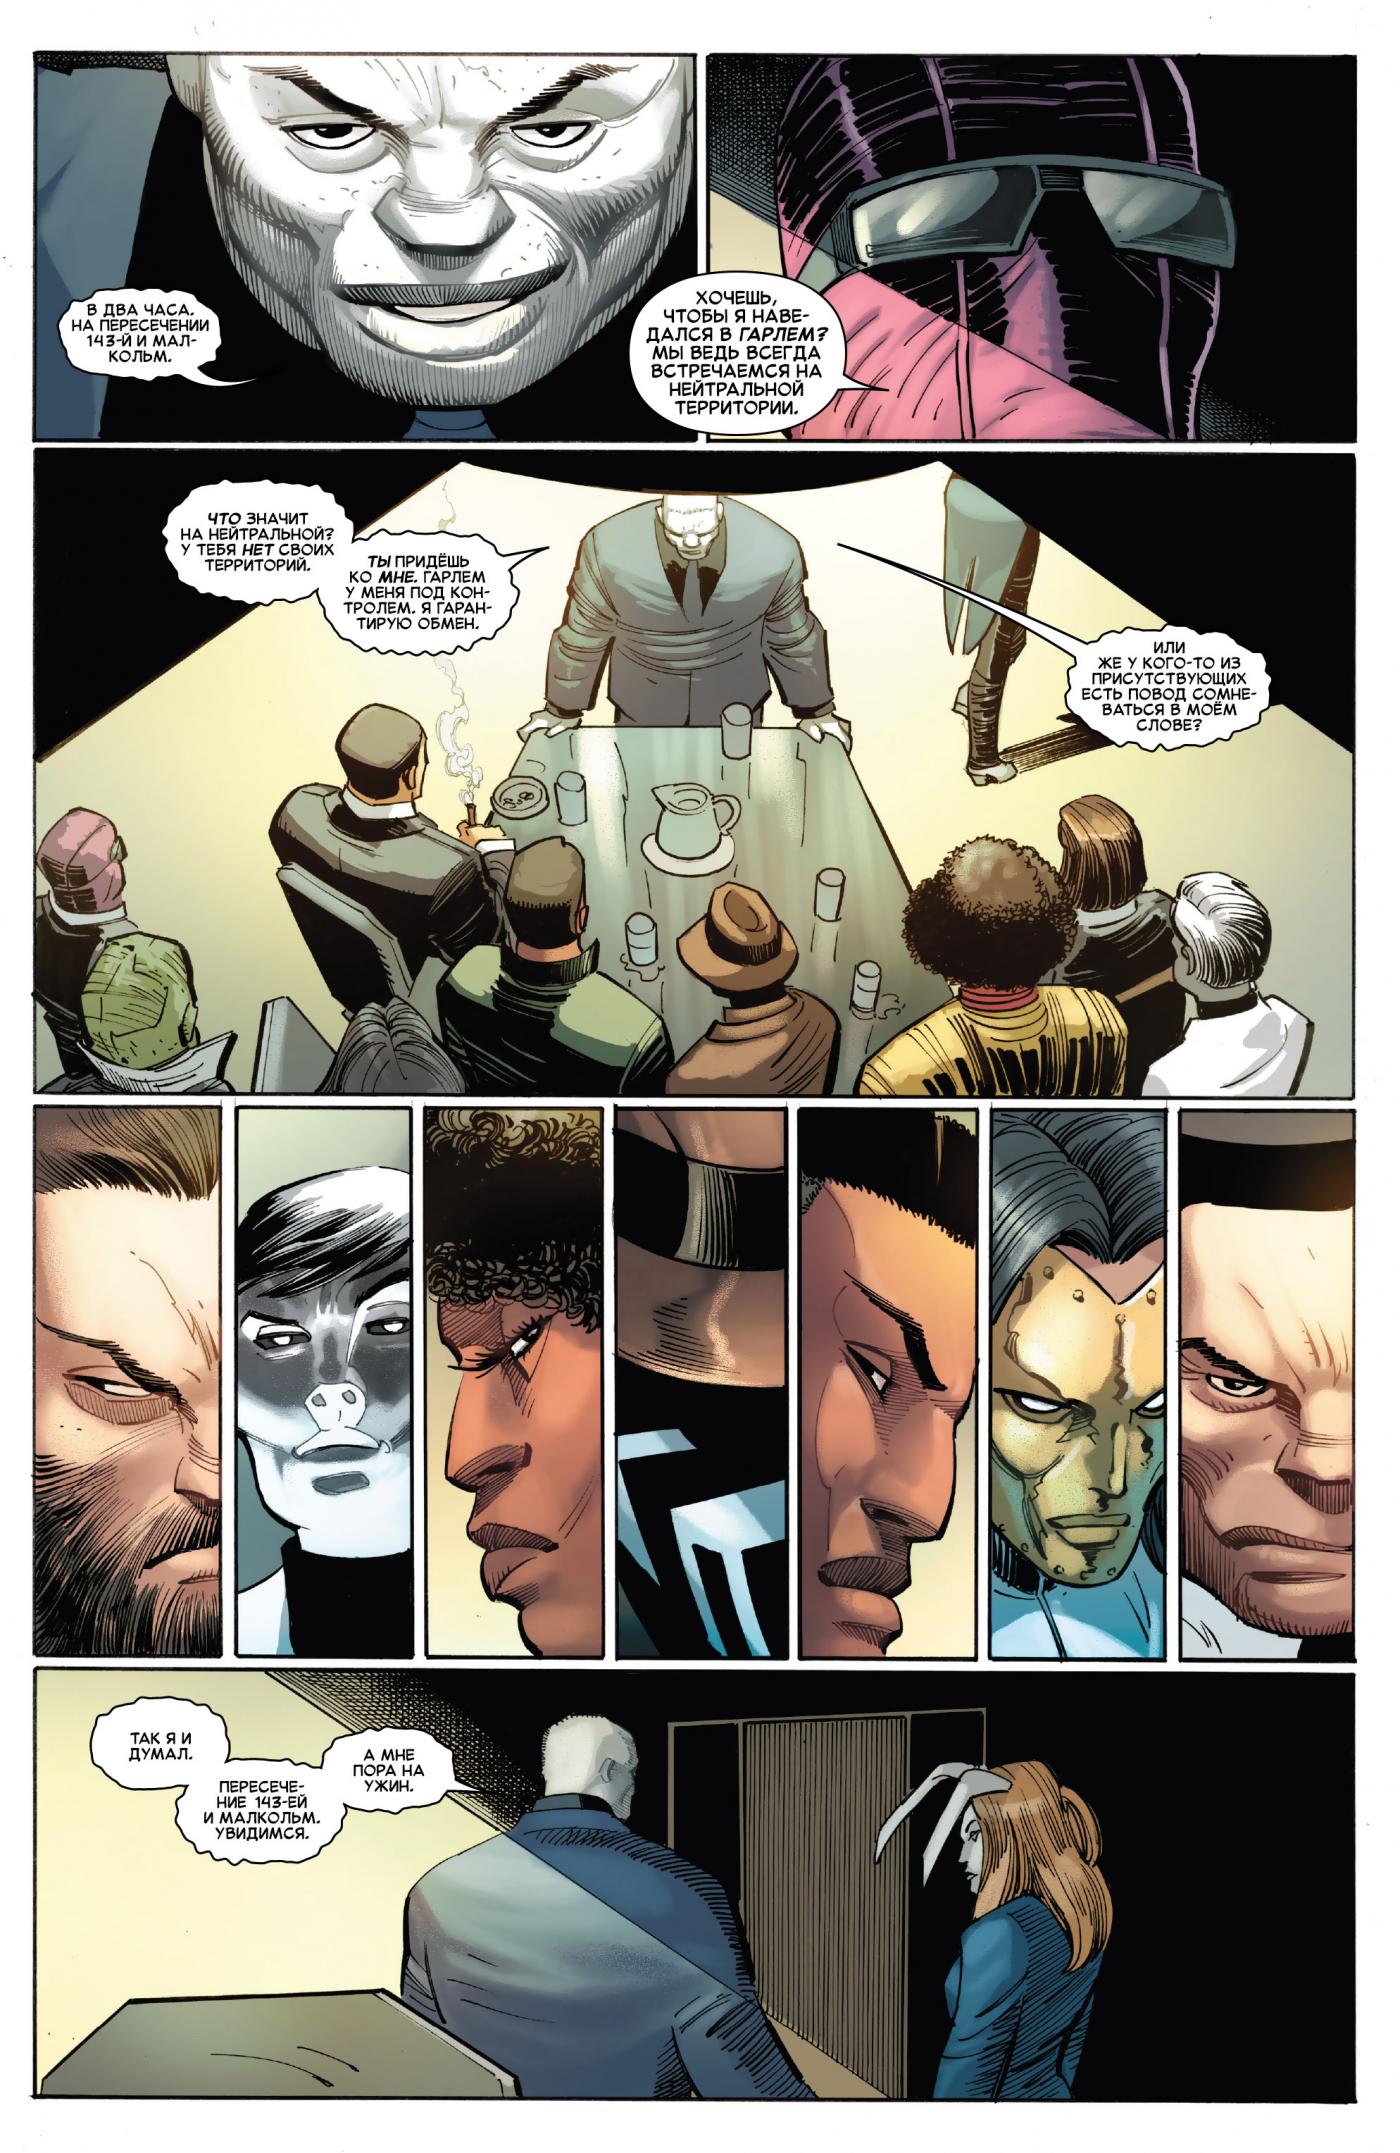 В ДВА ЧАСА.
НА ПЕРЕСЕЧЕНИИ
143-Й И МАЛ-
КОЛЬМ.
ХОЧЕШЬ,
ЧТОБЫ Я НАВЕ-
ДАЛСЯ В ГАРЛЕМ?
МЫ ВЕДЬ ВСЕГДА
ВСТРЕЧАЕМСЯ НА
НЕЙТРАЛЬНОЙ
ТЕРРИТОРИИ.
ЧТО ЗНАЧИТ
НА НЕЙТРАЛЬНОЙ?
У ТЕБЯ НЕТ СВОИХ
ТЕРРИТОРИЙ.
ТЫ ПРИДЁШЬ
КО МНЕ. ГАРЛЕМ
У МЕНЯ ПОД КОН-
ТРОЛЕМ. Я ГАРАН-
ТИРУЮ ОБМЕН.
ИЛИ
ЖЕ У КОГО-ТО ИЗ
ПРИСУТСТВУЮЩИХ
ЕСТЬ ПОВОД СОМНЕ-
ВАТЬСЯ В МОЁМ
СЛОВЕ?
ТАК Я И
ДУМАЛ.
ПЕРЕСЕЧЕ-
НИЕ 143-ЕЙ
И МАЛКОЛЬМ.
УВИДИМСЯ.
А МНЕ
ПОРА НА
УЖИН.